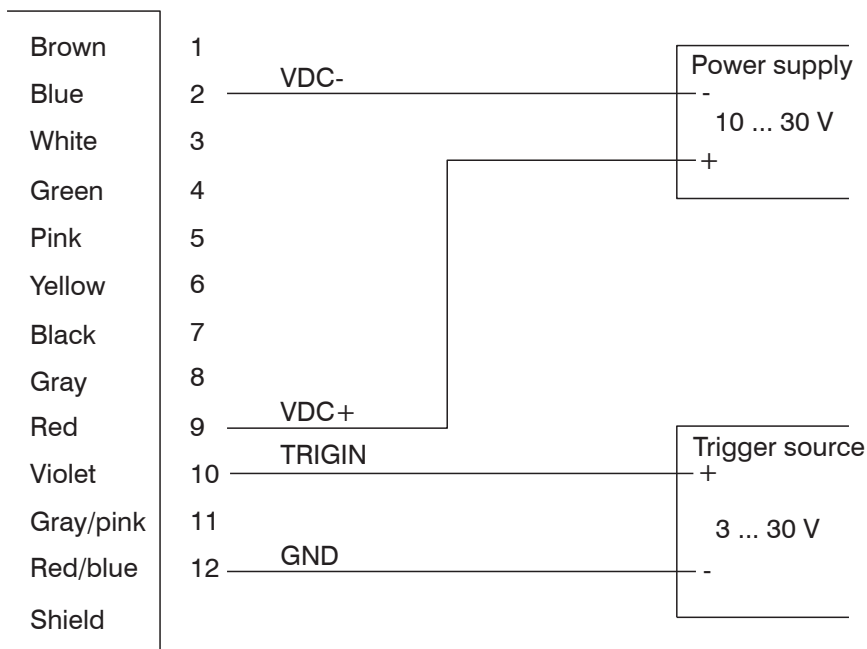 Brown 1
VDC-
Power supply
Blue 2
-
10 ... 30 V
White 3
+
Green 4
Pink 5
Yellow 6
Black 7
Gray 8
VDC+
Red 9
TRIGIN
Trigger source
Violet 10
+
Gray/pink 11
3 ... 30 V
GND
Red/blue 12
-
Shield